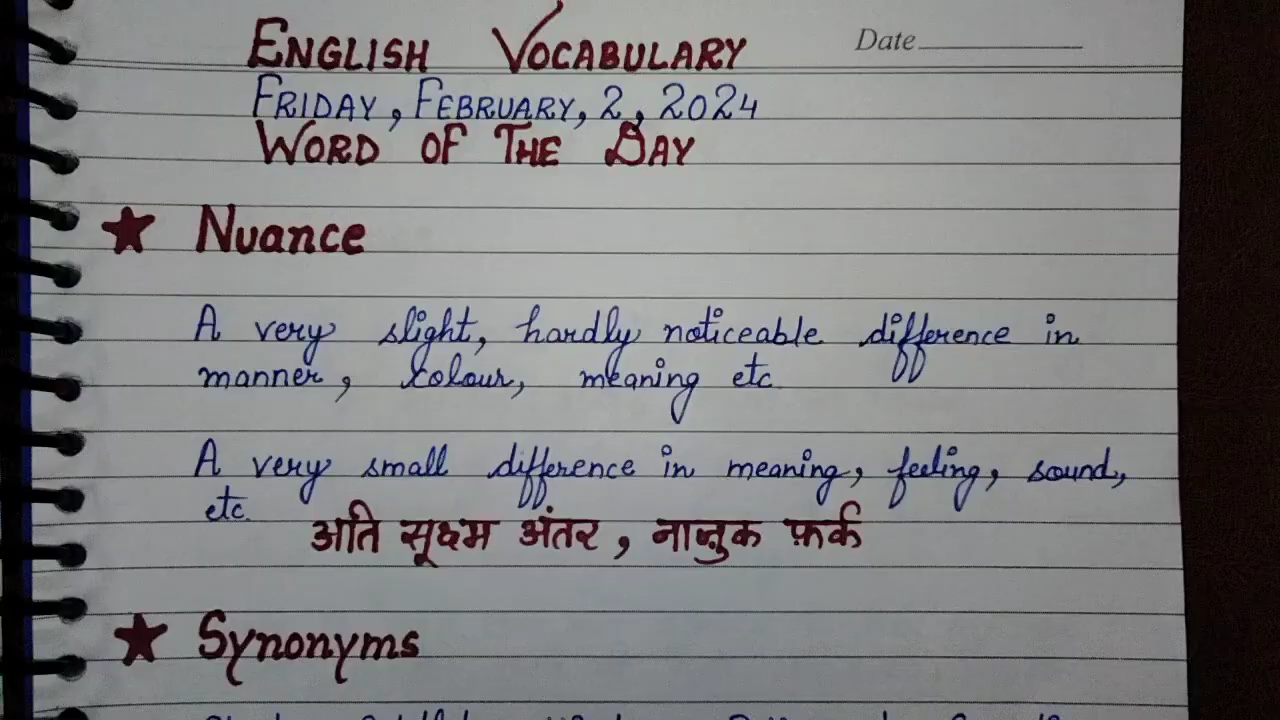 ENGLISH VOCABULARY
Date
FRIDAY, FEBRUARY, 2, 2024
WORD OF THE DAY
★ Nuance
A very slight, hardly noticeable difference in
manner, colour, meaning etc
A very small difference in meaning, feeling, sound,
etc.
अति सूक्ष्म अंतर, नाज़ुक फ़र्क
★ Synonyms